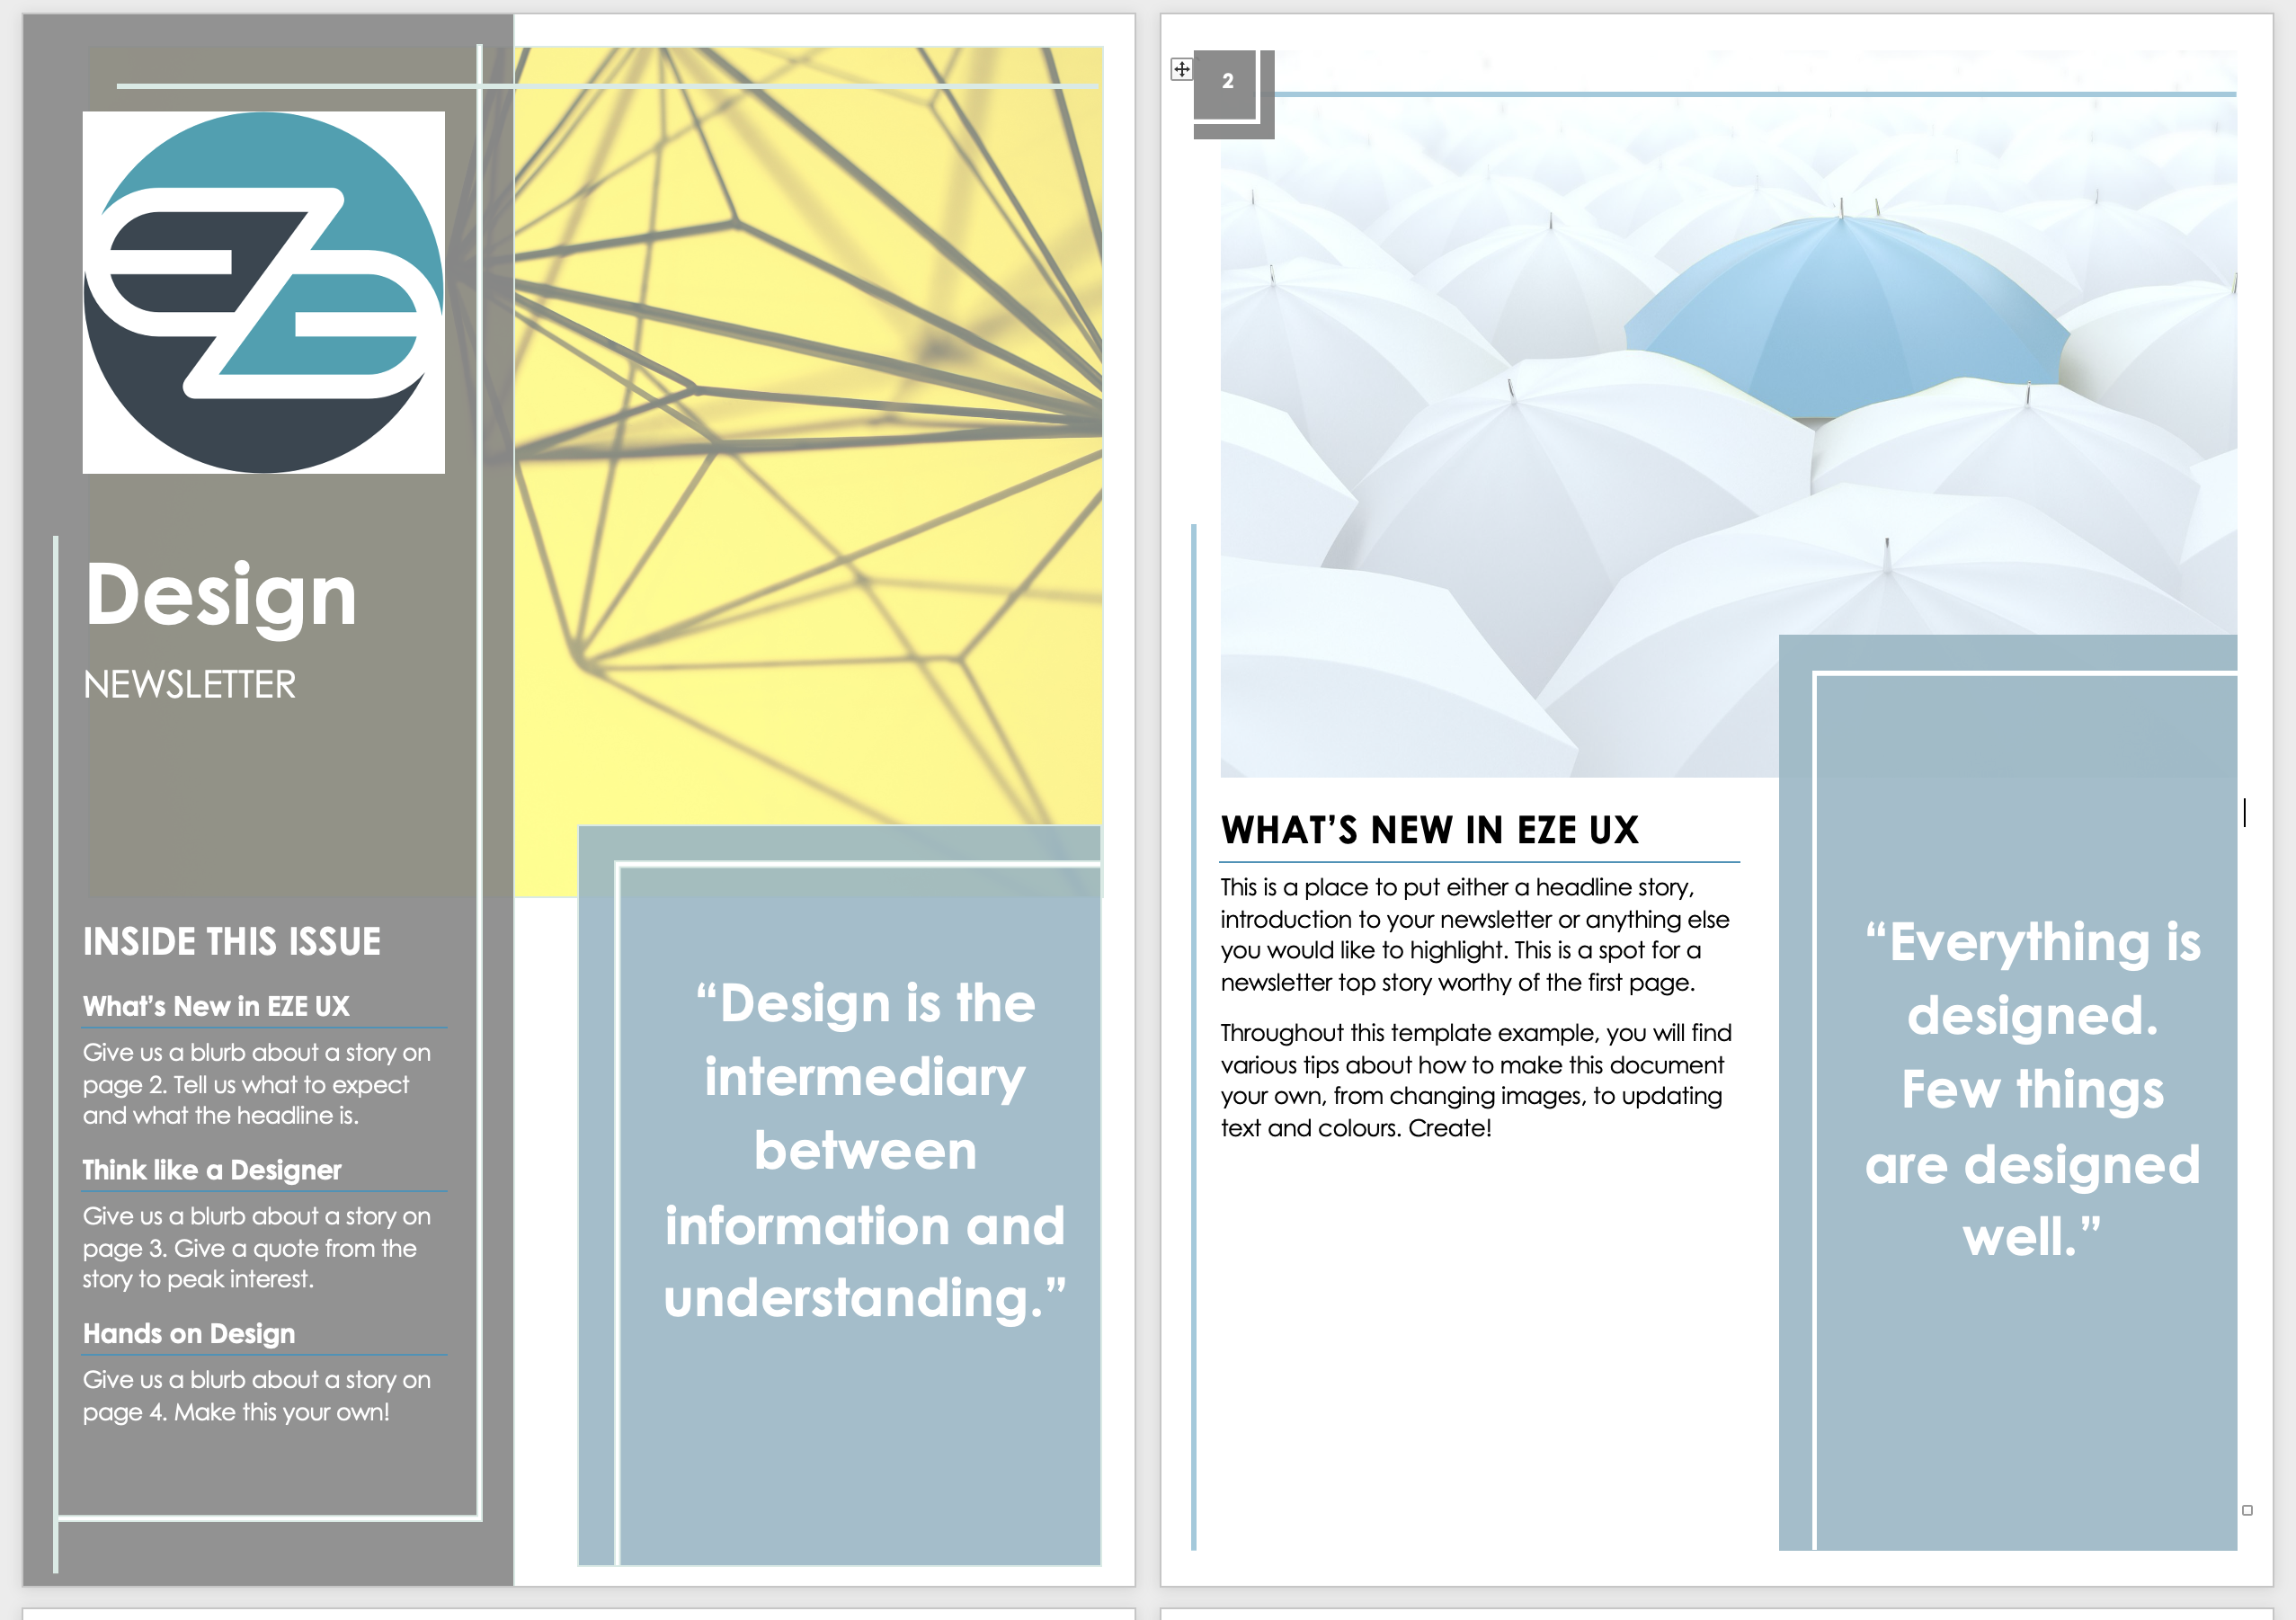 EZE
Design
NEWSLETTER
INSIDE THIS ISSUE
What's New in EZE UX
Give us a blurb about a story on
page 2. Tell us what to expect
and what the headline is.
Think like a Designer
Give us a blurb about a story on
page 3. Give a quote from the
story to peak interest.
Hands on Design
Give us a blurb about a story on
page 4. Make this your own!
“Design is the
intermediary
between
information and
understanding.”
2
WHAT’S NEW IN EZE UX
This is a place to put either a headline story,
introduction to your newsletter or anything else
you would like to highlight. This is a spot for a
newsletter top story worthy of the first page.
Throughout this template example, you will find
various tips about how to make this document
your own, from changing images, to updating
text and colours. Create!
“Everything is
designed.
Few things
are designed
well.”